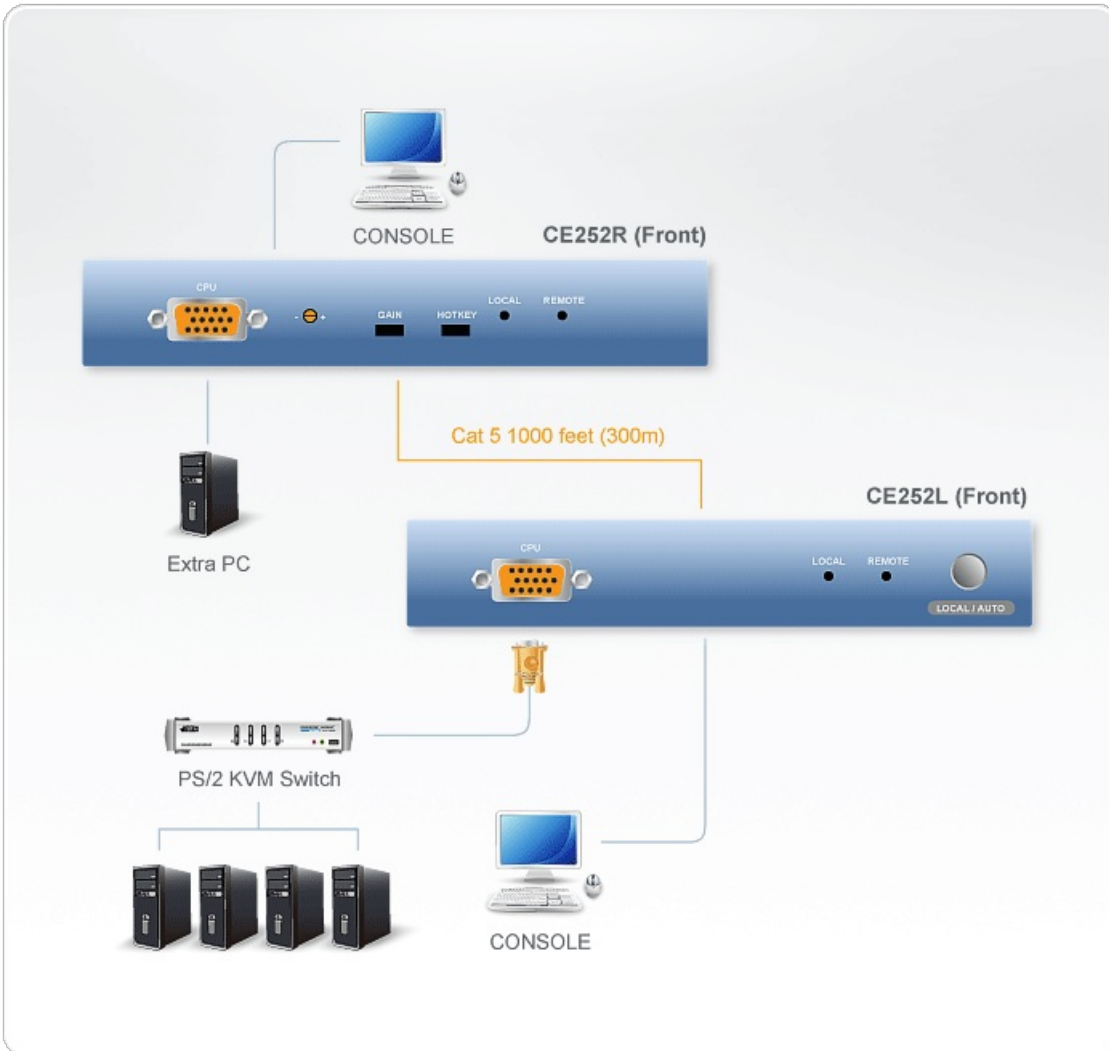 CONSOLE
CE252R (Front)
CPU
- +
GAIN
HOTKEY
LOCAL
REMOTE
Cat 5 1000 feet (300m)
Extra PC
CE252L (Front)
CPU
LOCAL
REMOTE
LOCAL / AUTO
PS/2 KVM Switch
CONSOLE